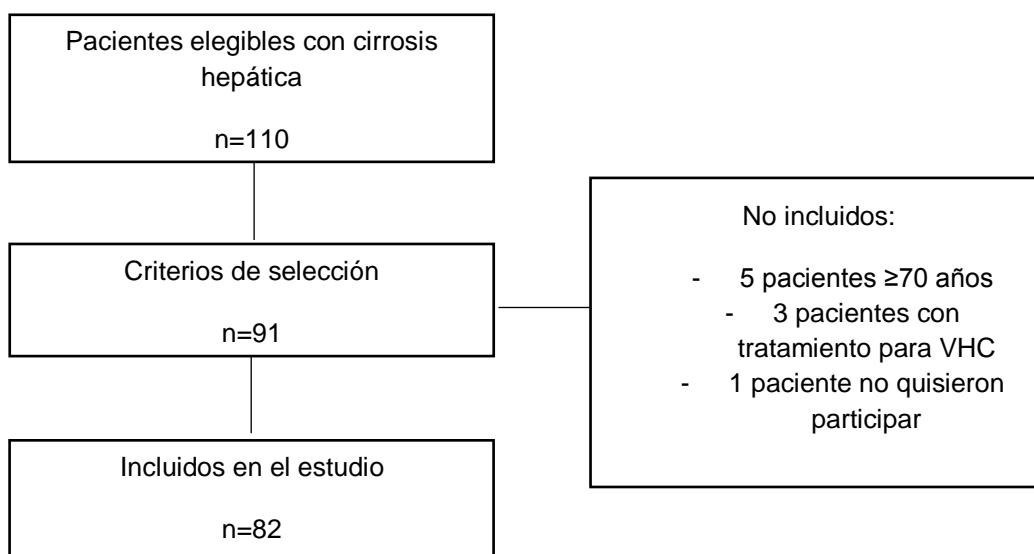 Pacientes elegibles con cirrosis
hepática
n=110
Criterios de selección
n=91
No incluidos:
- 5 pacientes ≥70 años
- 3 pacientes con
tratamiento para VHC
- 1 paciente no quisieron
participar
Incluidos en el estudio
n=82